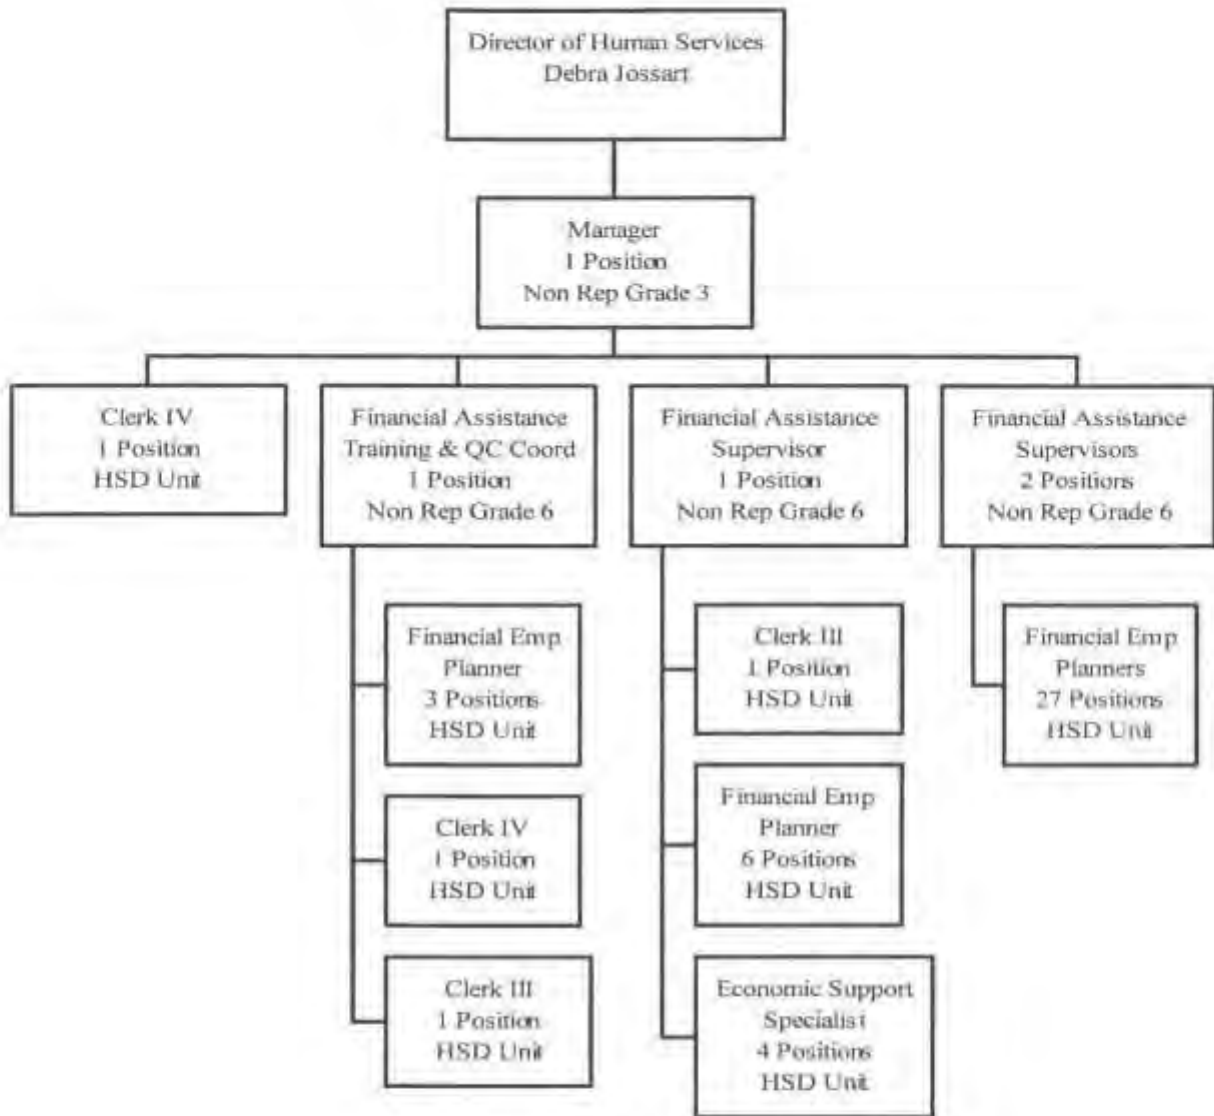 Director of Human Services
Debra Jossart
Manager
1 Position
Non Rep Grade 3
Clerk IV
1 Position
HSD Unit
Financial Assistance
Training & QC Coord
1 Position
Non Rep Grade 6
Financial Assistance
Supervisor
1 Position
Non Rep Grade 6
Financial Assistance
Supervisors
2 Positions
Non Rep Grade 6
Financial Emp
Planner
3 Positions
HSD Unit
Clerk IV
1 Position
HSD Unit
Clerk III
1 Position
HSD Unit
Clerk III
1 Position
HSD Unit
Financial Emp
Planner
6 Positions
HSD Unit
Economic Support
Specialist
4 Positions
HSD Unit
Financial Emp
Planners
27 Positions
HSD Unit